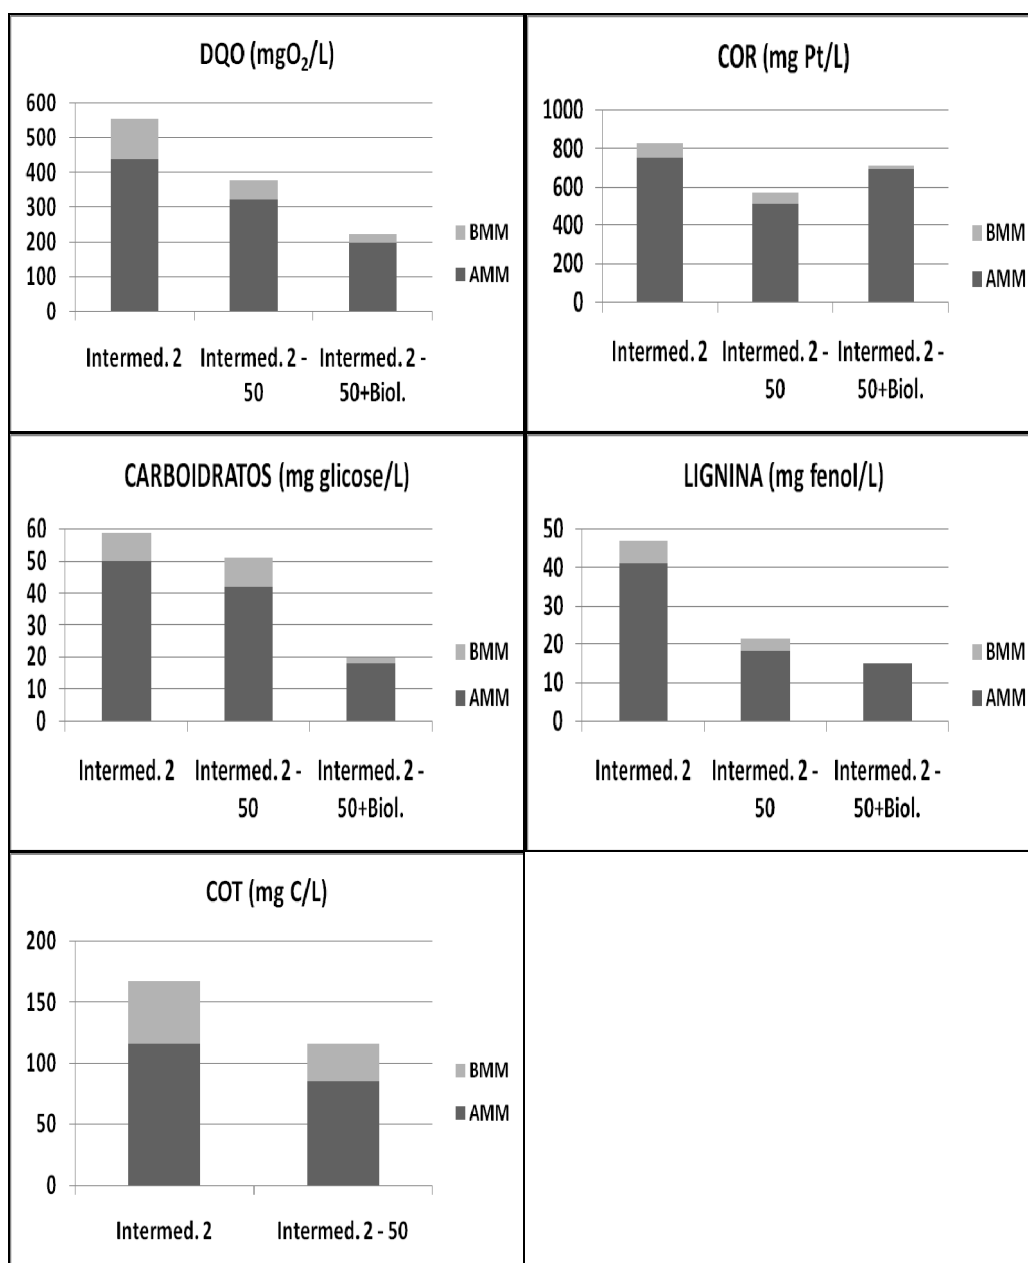 DQO (mgO₂/L)
600
500
400
300
200
100
0
BMM
AMM
Intermed. 2
Intermed. 2 -
50
Intermed. 2 -
50+Biol.
COR (mg Pt/L)
1000
800
600
400
200
0
BMM
AMM
Intermed. 2
Intermed. 2 -
50
Intermed. 2 -
50+Biol.
CARBOIDRATOS (mg glicose/L)
60
50
40
30
20
10
0
BMM
AMM
Intermed. 2
Intermed. 2 -
50
Intermed. 2 -
50+Biol.
LIGNINA (mg fenol/L)
50
40
30
20
10
0
BMM
AMM
Intermed. 2
Intermed. 2 -
50
Intermed. 2 -
50+Biol.
COT (mg C/L)
200
150
100
50
0
BMM
AMM
Intermed. 2
Intermed. 2 - 50